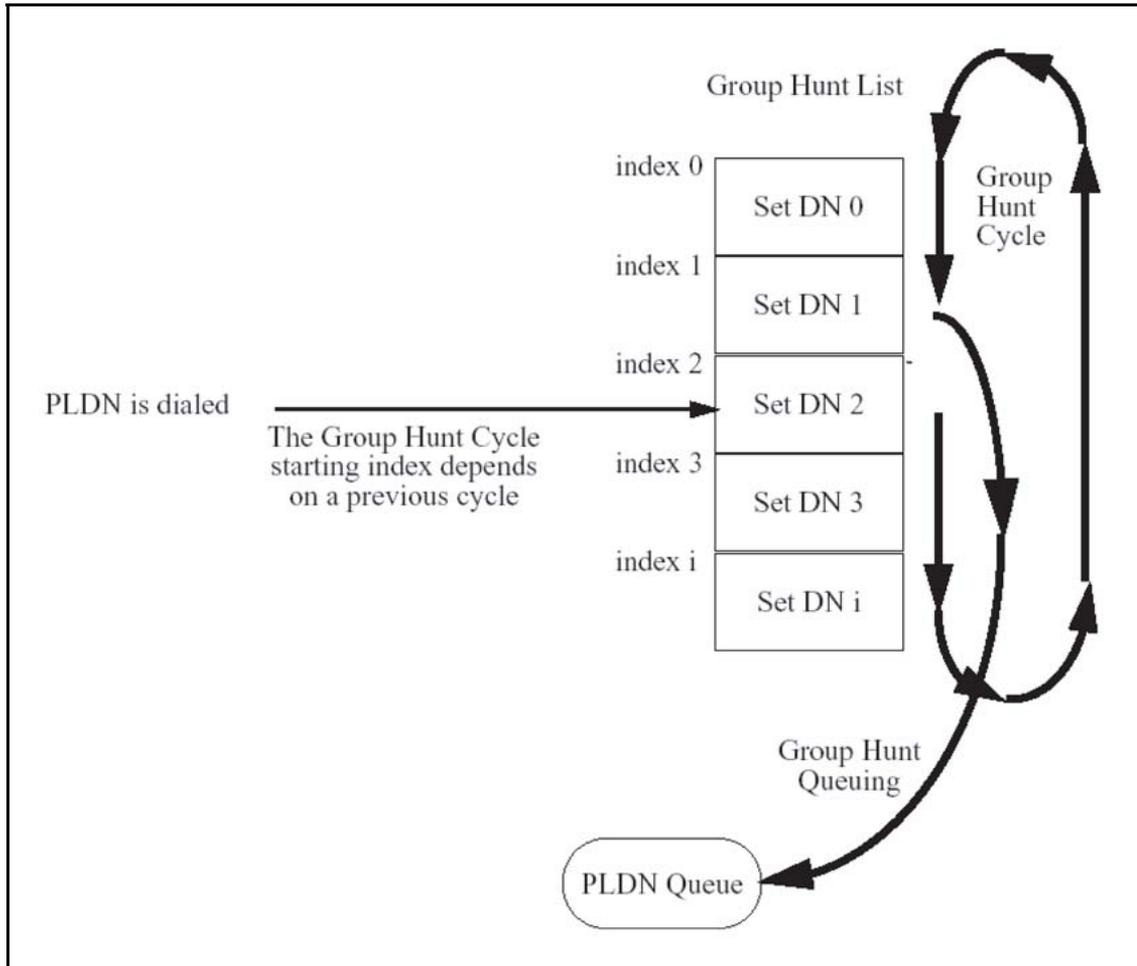 Group Hunt List
index 0
Set DN 0
Group
Hunt
Cycle
index 1
Set DN 1
index 2
PLDN is dialed
Set DN 2
The Group Hunt Cycle
starting index depends
on a previous cycle
index 3
Set DN 3
index i
Set DN i
Group Hunt
Queuing
PLDN Queue